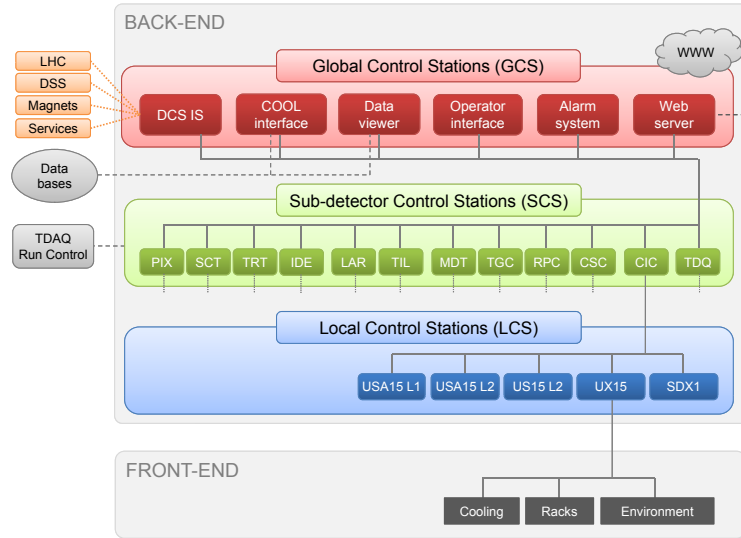 BACK-END
WWW
Global Control Stations (GCS)
LHC
DSS
Magnets
Services
DCS IS
COOL
interface
Data
viewer
Operator
interface
Alarm
system
Web
server
Data
bases
Sub-detector Control Stations (SCS)
TDAQ
Run Control
PIX
SCT
TRT
IDE
LAR
TIL
MDT
TGC
RPC
CSC
CIC
TDQ
Local Control Stations (LCS)
USA15 L1
USA15 L2
US15 L2
UX15
SDX1
FRONT-END
Cooling
Racks
Environment